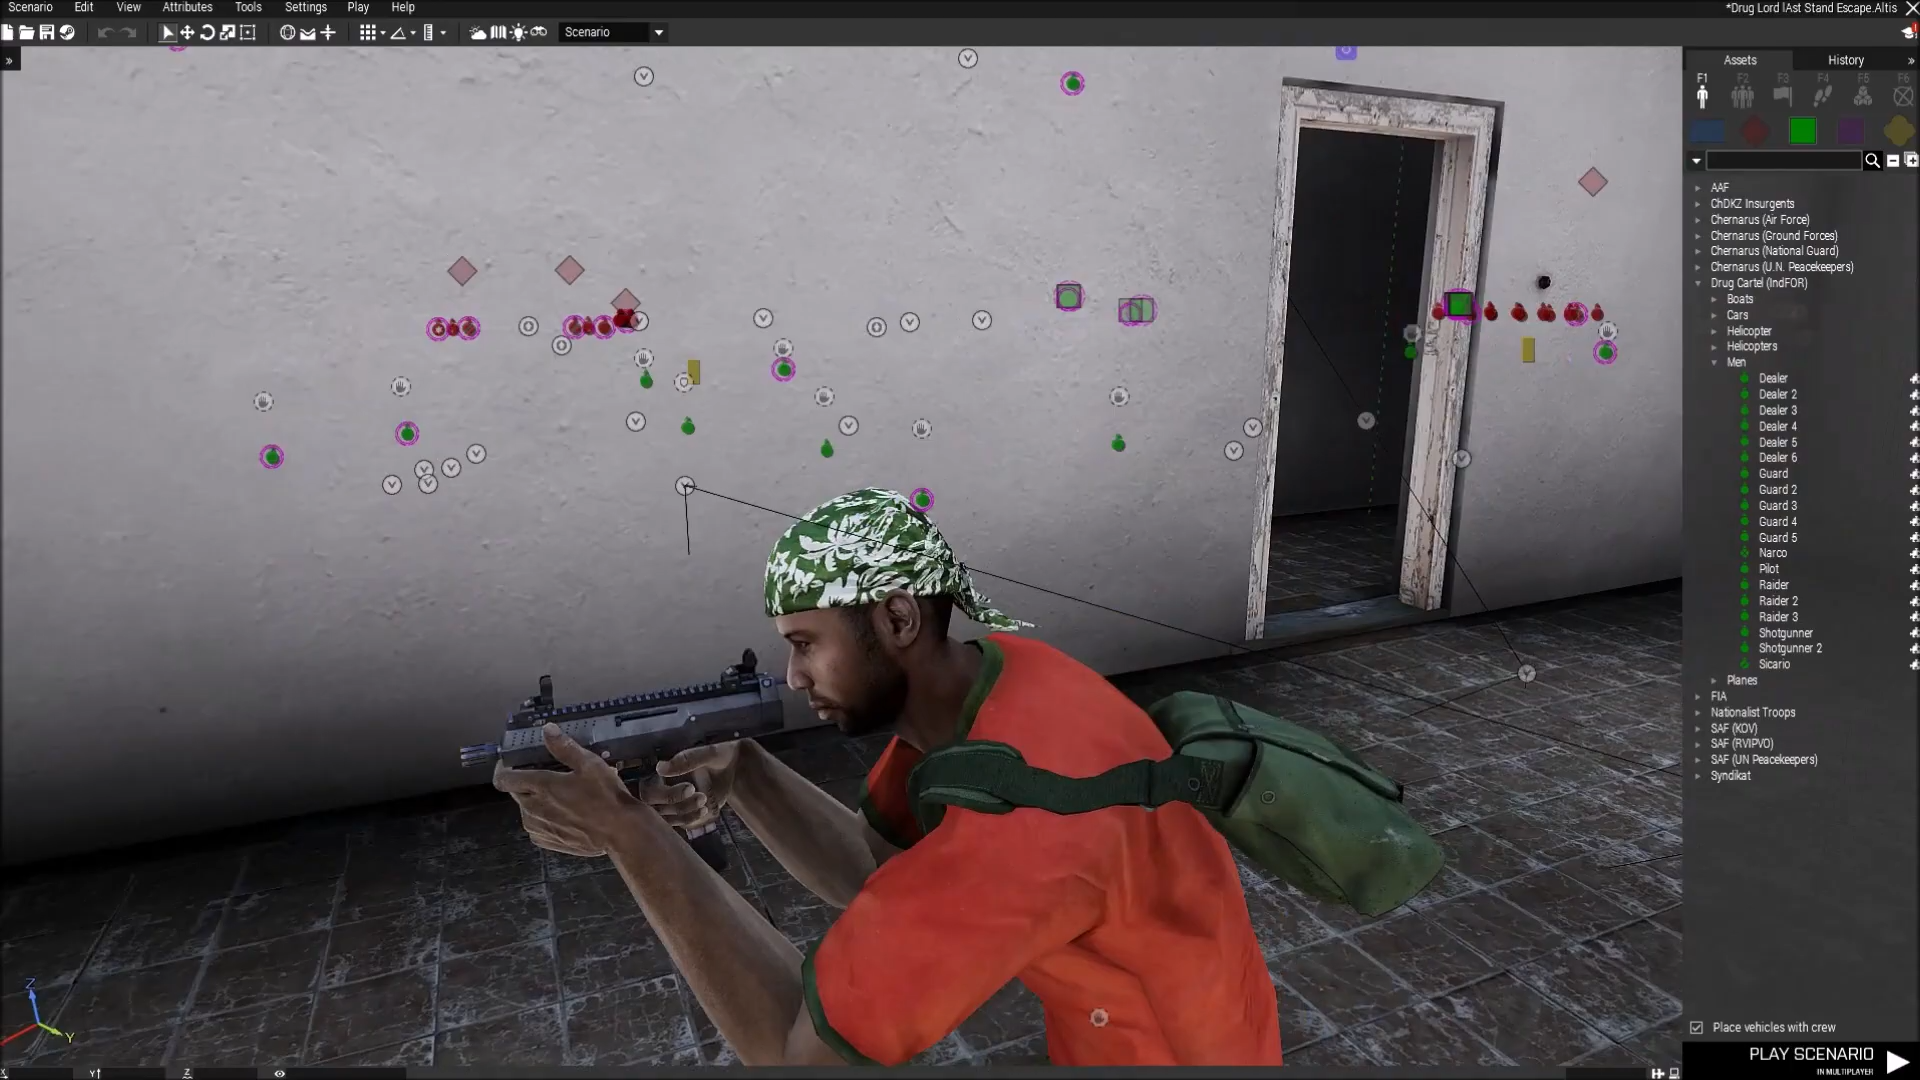 Scenario Edit View Attributes Tools Settings Play Help
*Drug Lord lAst Stand Escape.Altis
Scenario
Assets History
F1 F2 F3 F4 F5 F6
AAF
ChDKZ Insurgents
Chernarus (Air Force)
Chernarus (Ground Forces)
Chernarus (National Guard)
Chernarus (U.N. Peacekeepers)
Drug Cartel (IndFOR)
Boats
Cars
Helicopter
Helicopters
Men
Dealer
Dealer 2
Dealer 3
Dealer 4
Dealer 5
Dealer 6
Guard
Guard 2
Guard 3
Guard 4
Guard 5
Narco
Pilot
Raider
Raider 2
Raider 3
Shotgunner
Shotgunner 2
Sicario
Planes
FIA
Nationalist Troops
SAF (KOV)
SAF (RVIPVO)
SAF (UN Peacekeepers)
Syndikat
Place vehicles with crew
PLAY SCENARIO
IN MULTIPLAYER
Z
Y
X Y Z